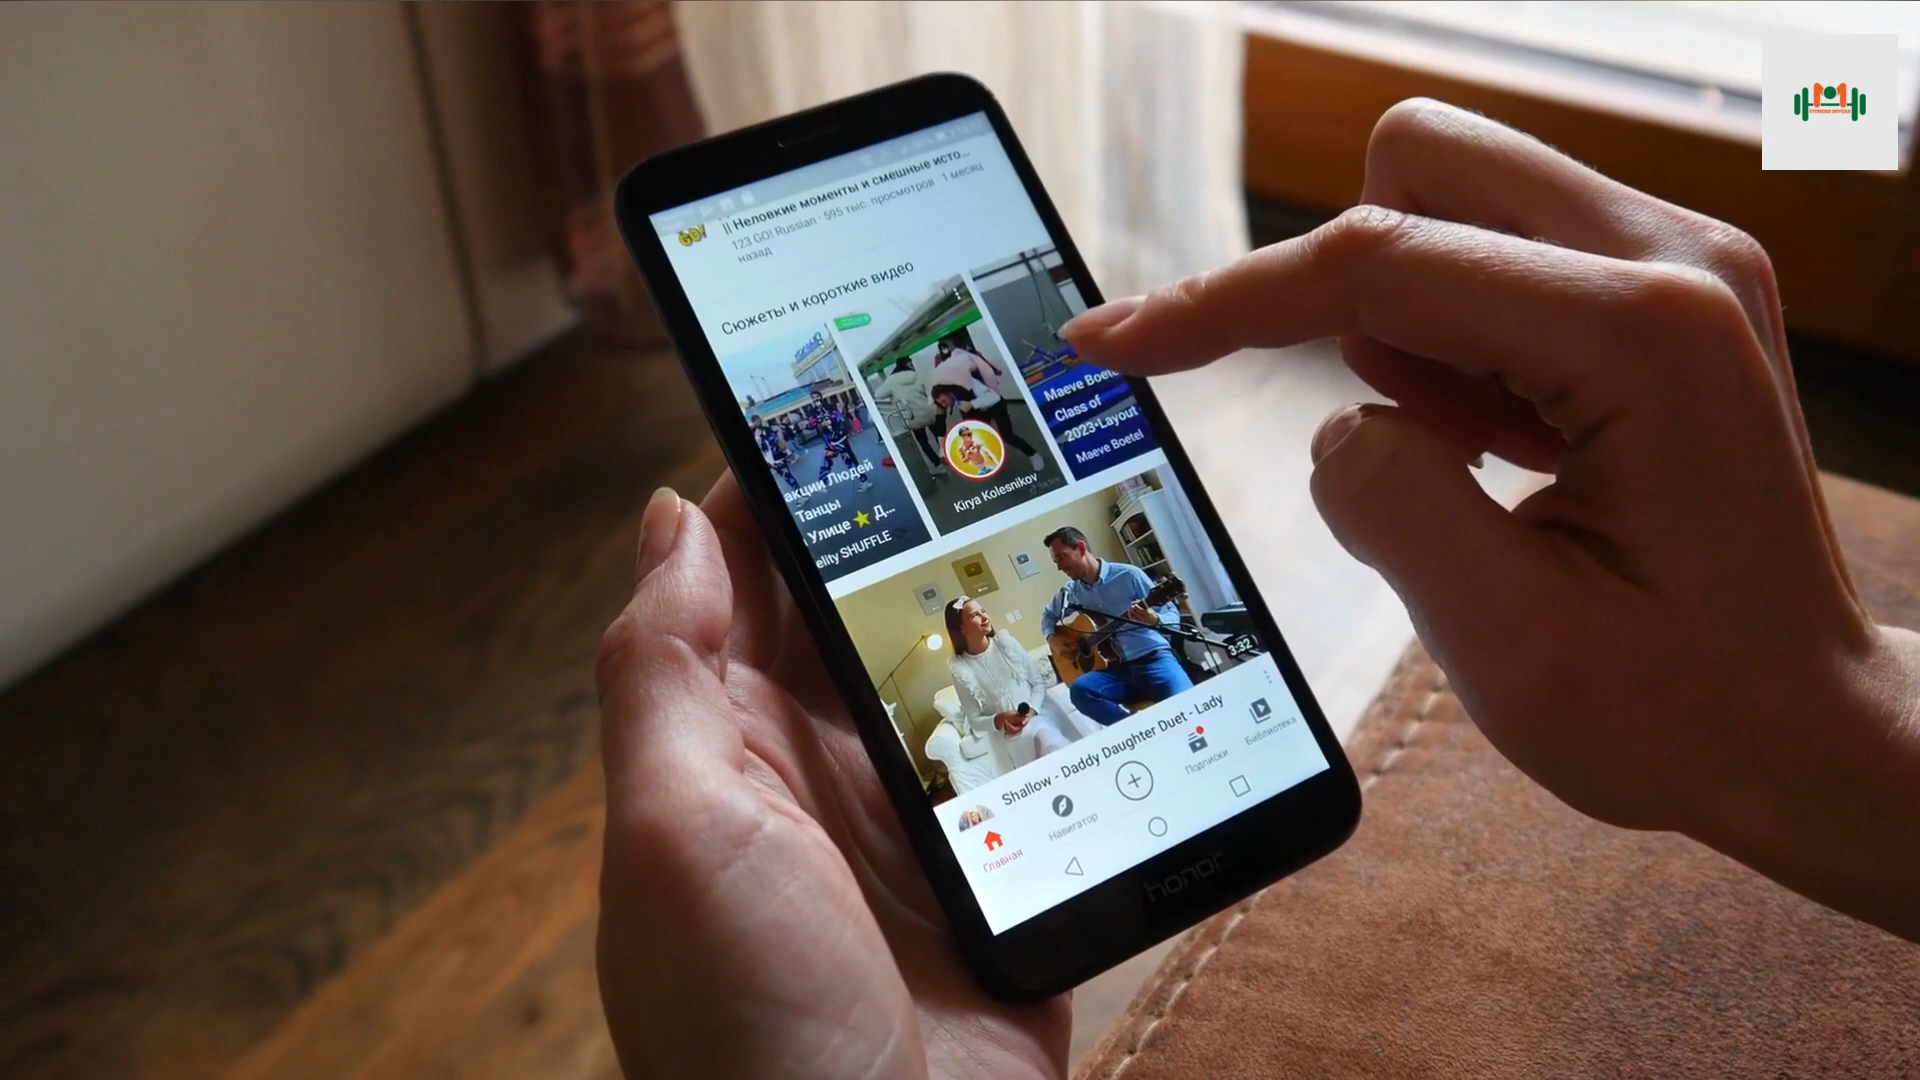 GO!
|| Неловкие моменты и смешные исто...
123 GO! Russian · 595 тыс. просмотров · 1 месяц
назад
Сюжеты и короткие видео
акции Людей
Танцы
Улице ⭐ Д...
elity SHUFFLE
Kirya Kolesnikov
Maeve Boetel
Class of
2023•Layout
Maeve Boetel
3:32
Shallow - Daddy Daughter Duet - Lady
Главная
Навигатор
Подписки
Библиотека
honor